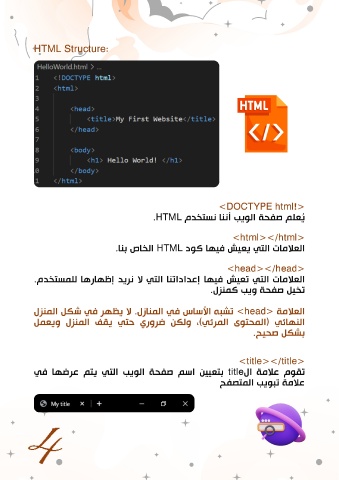 HTML Structure:
HelloWorld.html > ...
1 <!DOCTYPE html>
2 <html>
3
4 <head>
5 <title>My First Website</title>
6 </head>
7
8 <body>
9 <h1> Hello World! </h1>
0 </body>
1 </html>
HTML
</>
<DOCTYPE html!>
يُعلم صفحة الويب أننا نستخدم HTML.
<html></html>
العلامات التي يعيش فيها كود HTML الخاص بنا.
<head></head>
العلامات التي تعيش فيها إعداداتنا التي لا نريد إظهارها للمستخدم.
تخيل صفحة ويب كمنزل.
العلامة <head> تشبه الأساس في المنازل. لا يظهر في شكل المنزل
النهائي (المحتوى المرئي)، ولكن ضروري حتي يقف المنزل ويعمل
بشكل صحيح.
<title></title>
تقوم علامة الـtitle بتعيين اسم صفحة الويب التي يتم عرضها في
علامة تبويب المتصفح
My title × + − ×
4